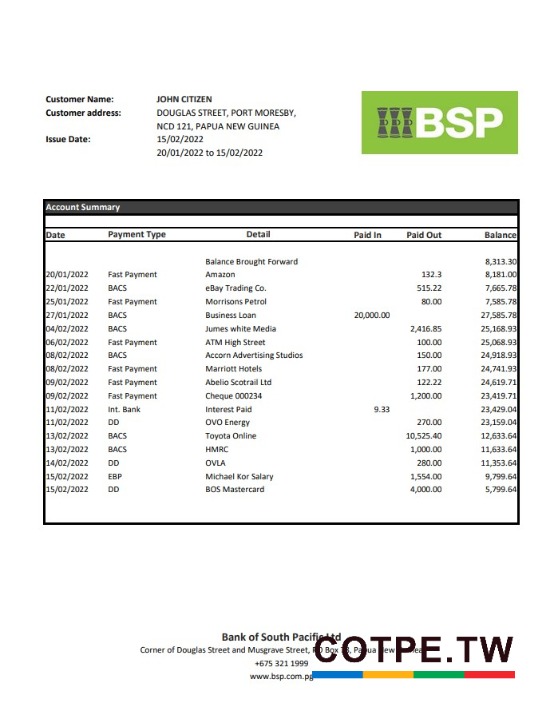 Customer Name: JOHN CITIZEN
Customer address: DOUGLAS STREET, PORT MORESBY,
NCD 121, PAPUA NEW GUINEA
Issue Date: 15/02/2022
20/01/2022 to 15/02/2022
BSP
Account Summary
Date Payment Type Detail Paid In Paid Out Balance
Balance Brought Forward 8,313.30
20/01/2022 Fast Payment Amazon 132.3 8,181.00
22/01/2022 BACS eBay Trading Co. 515.22 7,665.78
25/01/2022 Fast Payment Morrisons Petrol 80.00 7,585.78
27/01/2022 BACS Business Loan 20,000.00 27,585.78
04/02/2022 BACS Jumes white Media 2,416.85 25,168.93
06/02/2022 Fast Payment ATM High Street 100.00 25,068.93
08/02/2022 BACS Accorn Advertising Studios 150.00 24,918.93
08/02/2022 Fast Payment Marriott Hotels 177.00 24,741.93
09/02/2022 Fast Payment Abelio Scotrail Ltd 122.22 24,619.71
09/02/2022 Fast Payment Cheque 000234 1,200.00 23,419.71
11/02/2022 Int. Bank Interest Paid 9.33 23,429.04
11/02/2022 DD OVO Energy 270.00 23,159.04
13/02/2022 BACS Toyota Online 10,525.40 12,633.64
13/02/2022 BACS HMRC 1,000.00 11,633.64
14/02/2022 DD OVLA 280.00 11,353.64
15/02/2022 EBP Michael Kor Salary 1,554.00 9,799.64
15/02/2022 DD BOS Mastercard 4,000.00 5,799.64
Bank of South Pacific Ltd
Corner of Douglas Street and Musgrave Street, Box Papua New
+675 321 1999
www.bsp.com.pg
COTPE.TW